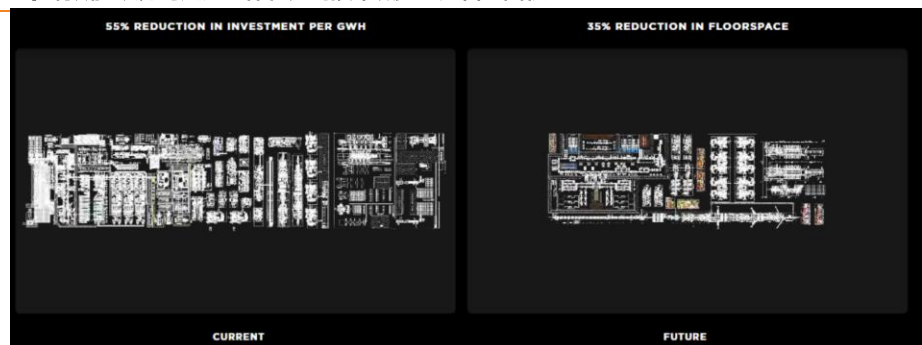 55% REDUCTION IN INVESTMENT PER GWH
35% REDUCTION IN FLOORSPACE
CURRENT
FUTURE